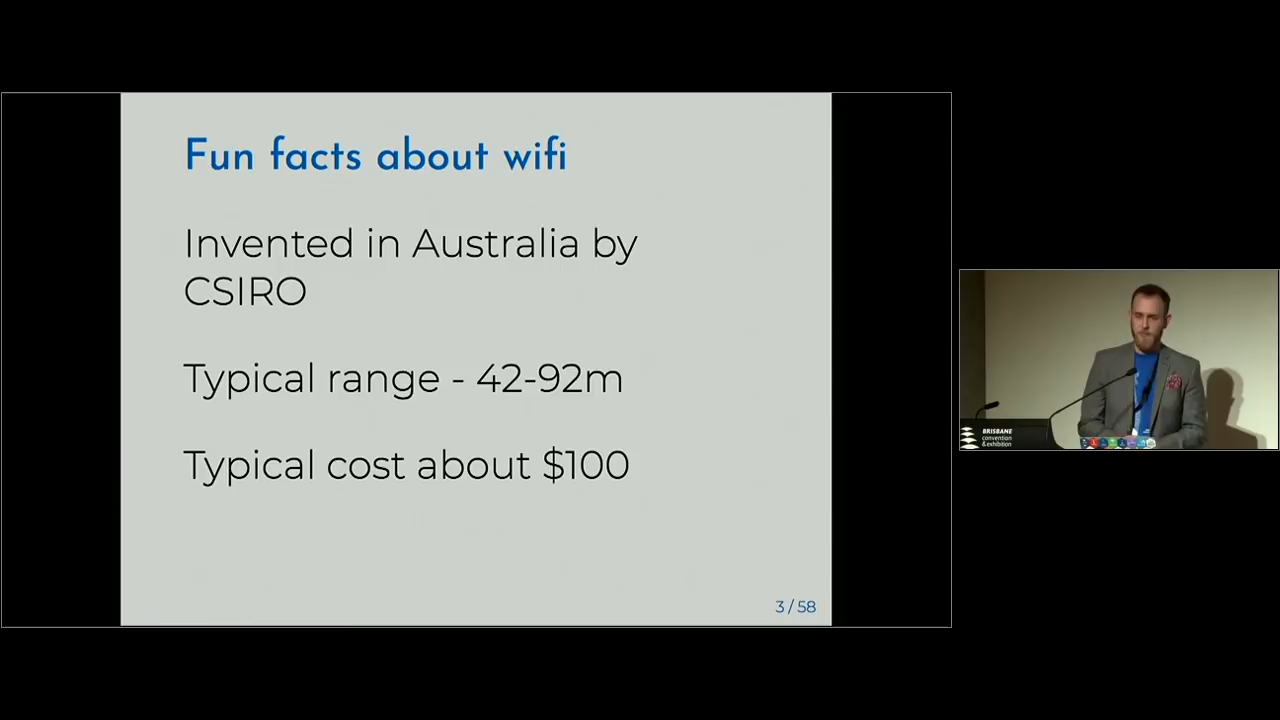 Fun facts about wifi
Invented in Australia by
CSIRO
Typical range - 42-92m
Typical cost about $100
3 / 58
BRISBANE
convention
& exhibition